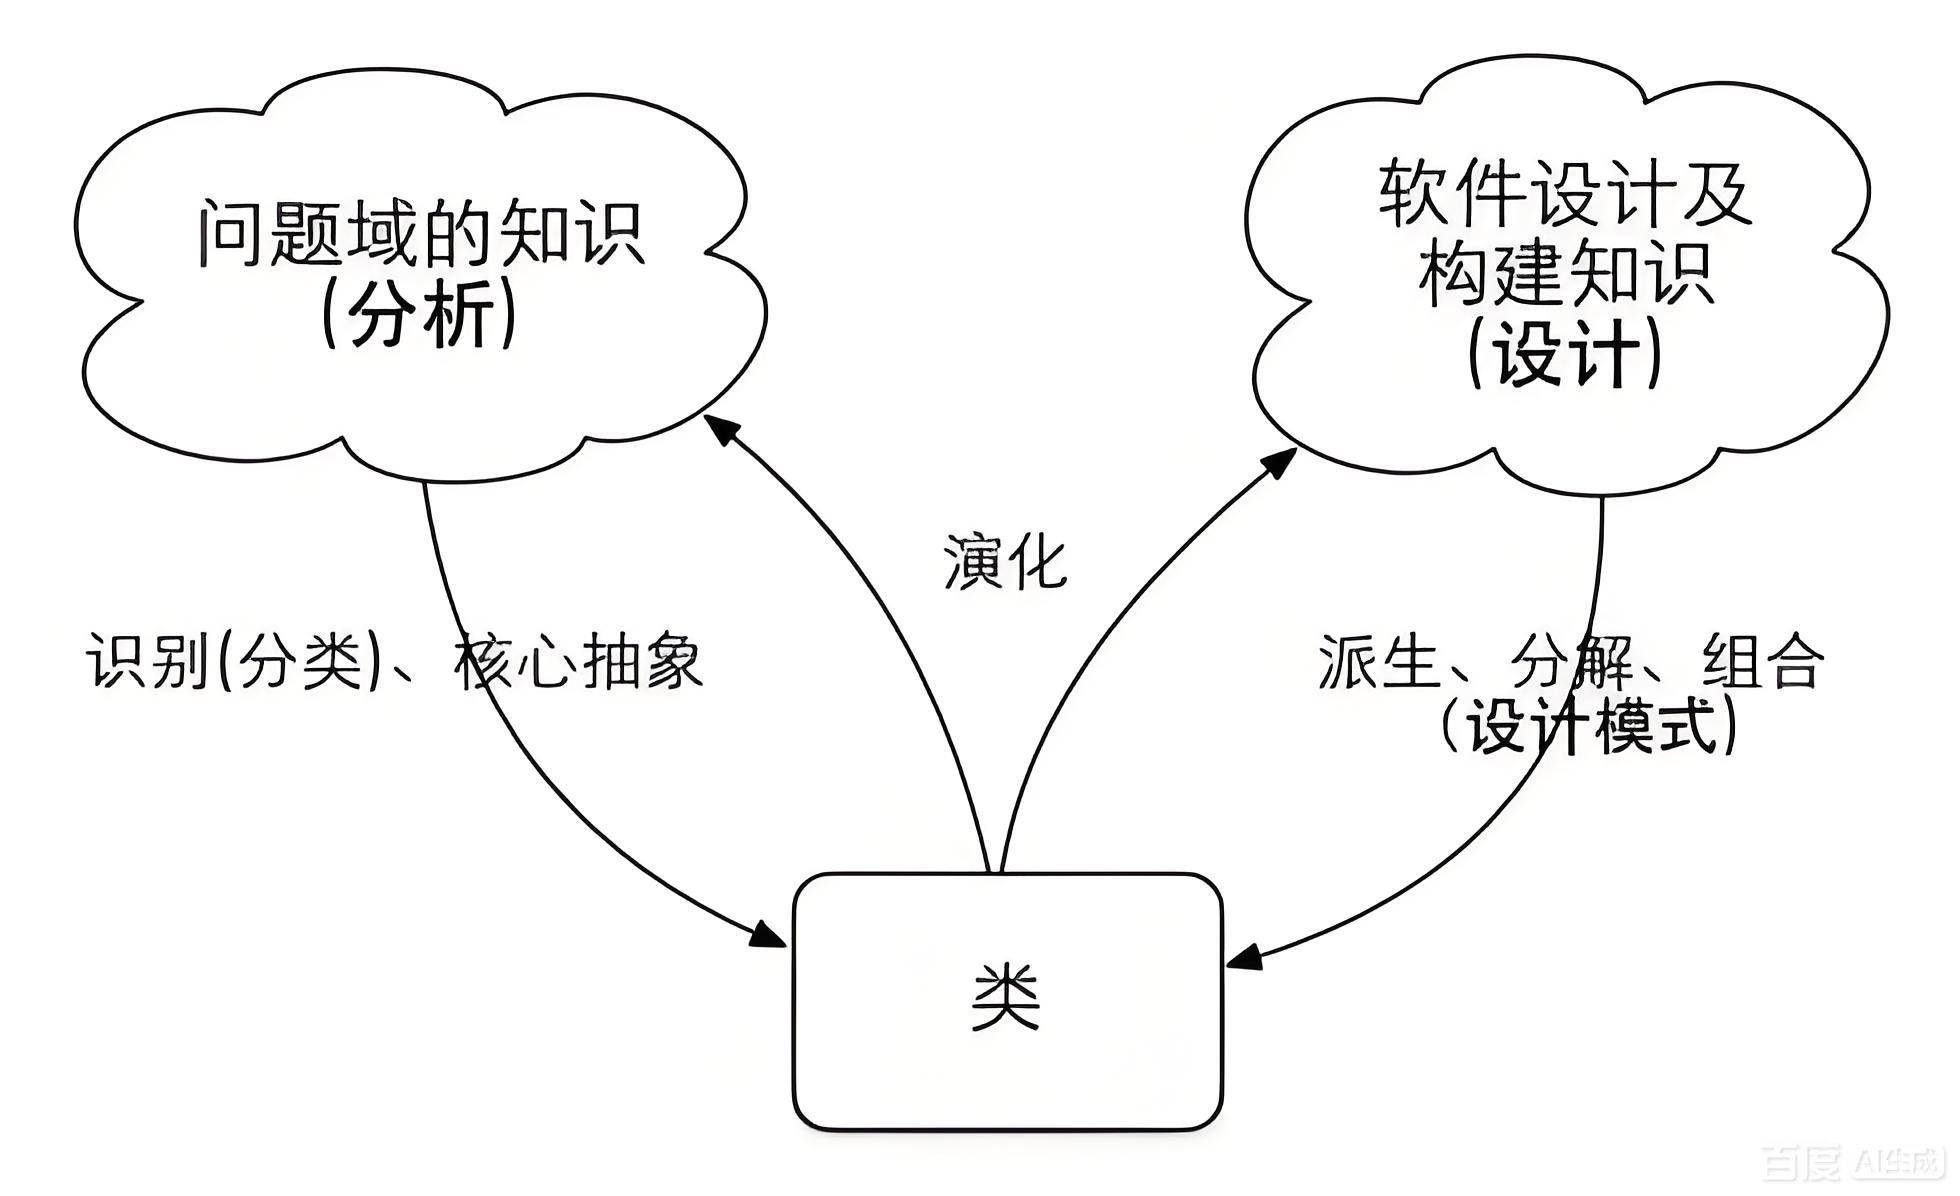 问题域的知识
(分析)
软件设计及
构建知识
(设计)
演化
识别(分类)、核心抽象
派生、分解、组合
(设计模式)
类
百度 AI生成